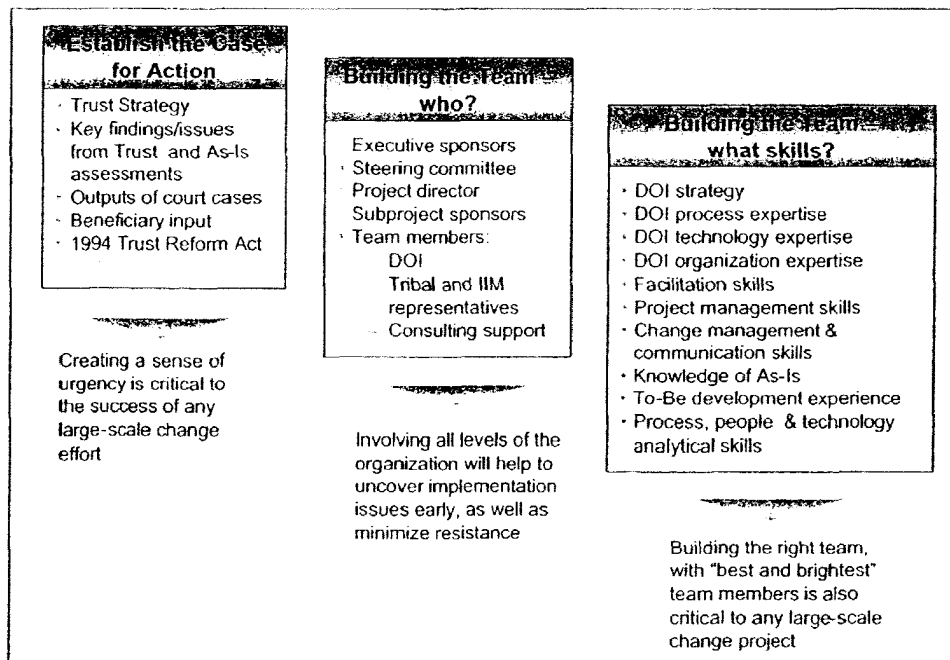 Establish the Case
for Action
· Trust Strategy
· Key findings/issues
from Trust and As-Is
assessments
· Outputs of court cases
· Beneficiary input
· 1994 Trust Reform Act
Creating a sense of
urgency is critical to
the success of any
large-scale change
effort
Building the Team –
who?
Executive sponsors
· Steering committee
Project director
Subproject sponsors
· Team members:
DOI
Tribal and IIM
representatives
– Consulting support
Involving all levels of the
organization will help to
uncover implementation
issues early, as well as
minimize resistance
Building the Team –
what skills?
· DOI strategy
· DOI process expertise
· DOI technology expertise
· DOI organization expertise
· Facilitation skills
· Project management skills
· Change management &
communication skills
· Knowledge of As-Is
· To-Be development experience
· Process, people & technology
analytical skills
Building the right team,
with "best and brightest"
team members is also
critical to any large-scale
change project